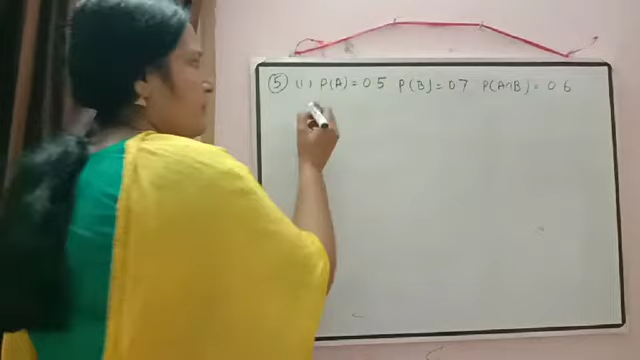 ⑤ (i) P(A) = 0.5 P(B) = 0.7 P(A∩B) = 0.6